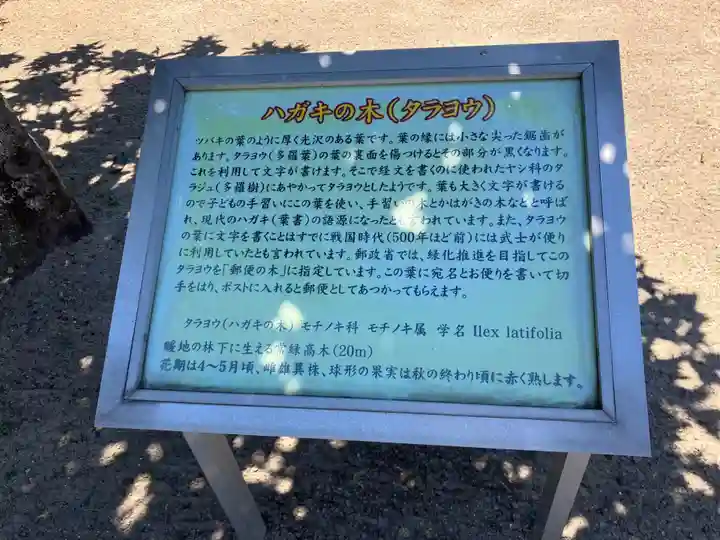 ハガキの木(タラヨウ)
ツバキの葉のように厚く光沢のある葉です。葉の縁には小さな尖った鋸歯が
あります。タラヨウ(多羅葉)の葉の裏面を傷つけるとその部分が黒くなります。
これを利用して文字が書けます。そこで経文を書くのに使われたヤシ科のタ
ラジュ(多羅樹)にあやかってタラヨウとしたようです。葉も大きく文字が書ける
ので子どもの手習いにこの葉を使い、手習いの木とかはがきの木などと呼ば
れ、現代のハガキ(葉書)の語源になったとも言われています。また、タラヨウ
の葉に文字を書くことはすでに戦国時代(500年ほど前)には武士が便り
に利用していたとも言われています。郵政省では、緑化推進を目指してこの
タラヨウを「郵便の木」に指定しています。この葉に宛名とお便りを書いて切
手をはり、ポストに入れると郵便としてあつかってもらえます。
タラヨウ(ハガキの木) モチノキ科 モチノキ属 学名 Ilex latifolia
暖地の林下に生える常緑高木(20m)
花期は4～5月頃、雌雄異株、球形の果実は秋の終わり頃に赤く熟します。